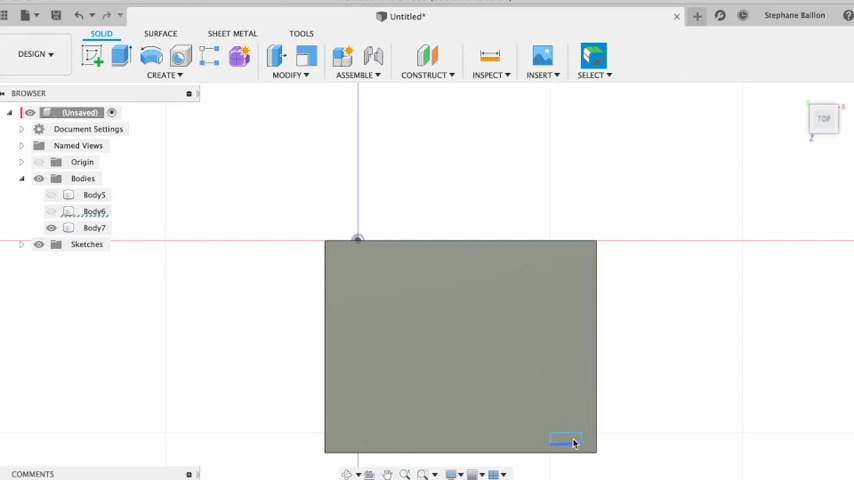 Untitled*
Stephane Baillon
DESIGN
SOLID SURFACE SHEET METAL TOOLS
CREATE MODIFY ASSEMBLE CONSTRUCT INSPECT INSERT SELECT
BROWSER
(Unsaved)
Document Settings
Named Views
Origin
Bodies
Body5
Body6
Body7
Sketches
TOP
X
Z
COMMENTS